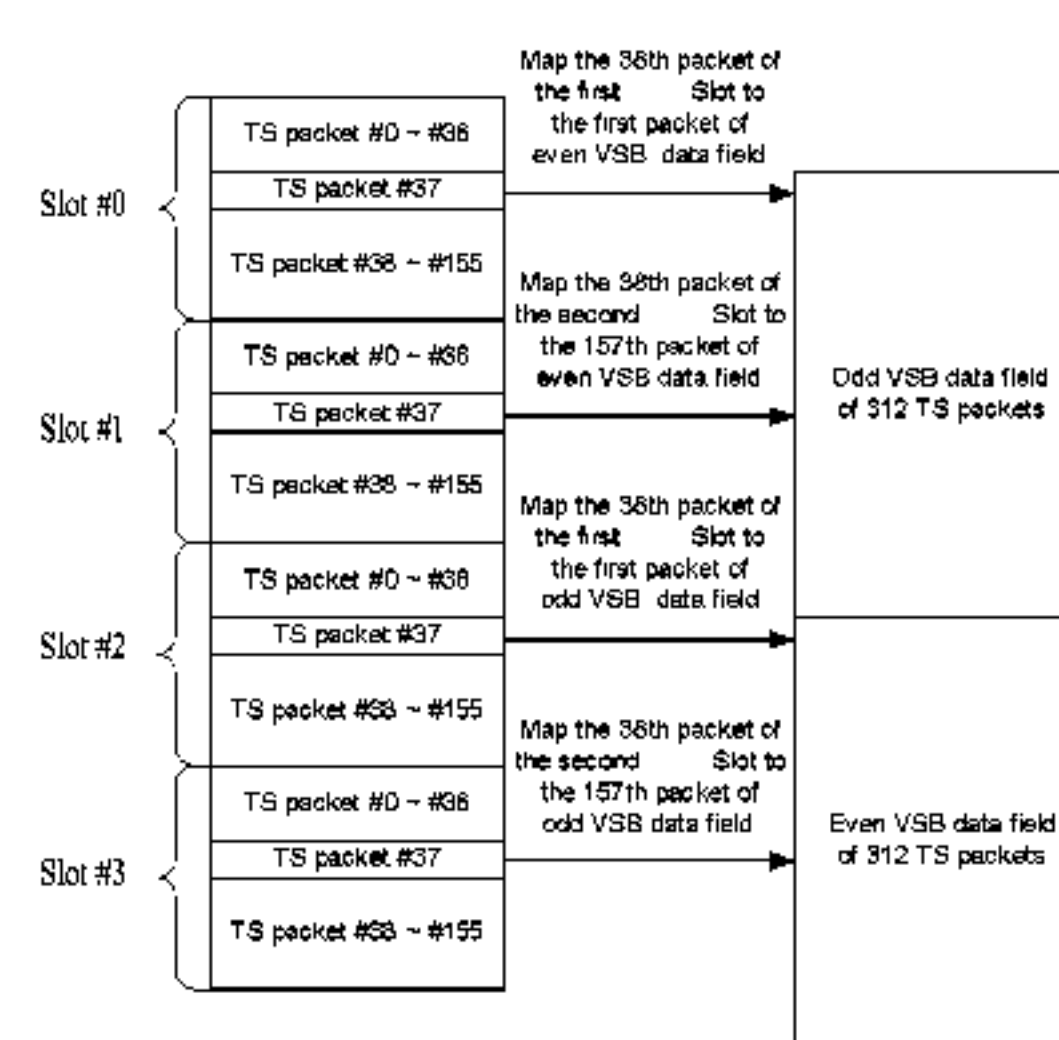 Map the 38th packet of
the first Slot to
the first packet of
even VSB data field
TS packet #0 ~ #36
Slot #0
TS packet #37
TS packet #38 ~ #155
Map the 38th packet of
the second Slot to
the 157th packet of
even VSB data field
TS packet #0 ~ #36
Slot #1
TS packet #37
TS packet #38 ~ #155
Odd VSB data field
of 312 TS packets
Map the 38th packet of
the first Slot to
the first packet of
odd VSB data field
TS packet #0 ~ #36
Slot #2
TS packet #37
TS packet #38 ~ #155
Map the 38th packet of
the second Slot to
the 157th packet of
odd VSB data field
TS packet #0 ~ #36
Slot #3
TS packet #37
TS packet #38 ~ #155
Even VSB data field
of 312 TS packets